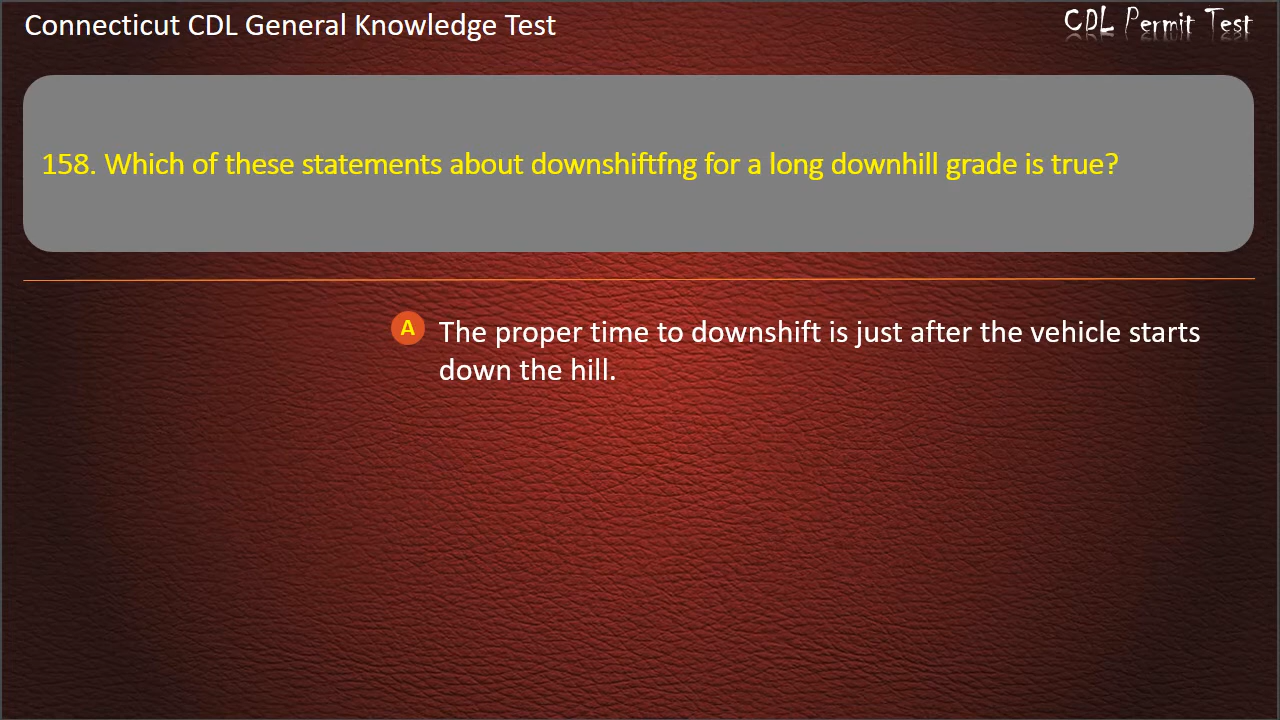 Connecticut CDL General Knowledge Test
CDL Permit Test
158. Which of these statements about downshiftfng for a long downhill grade is true?
A The proper time to downshift is just after the vehicle starts
down the hill.